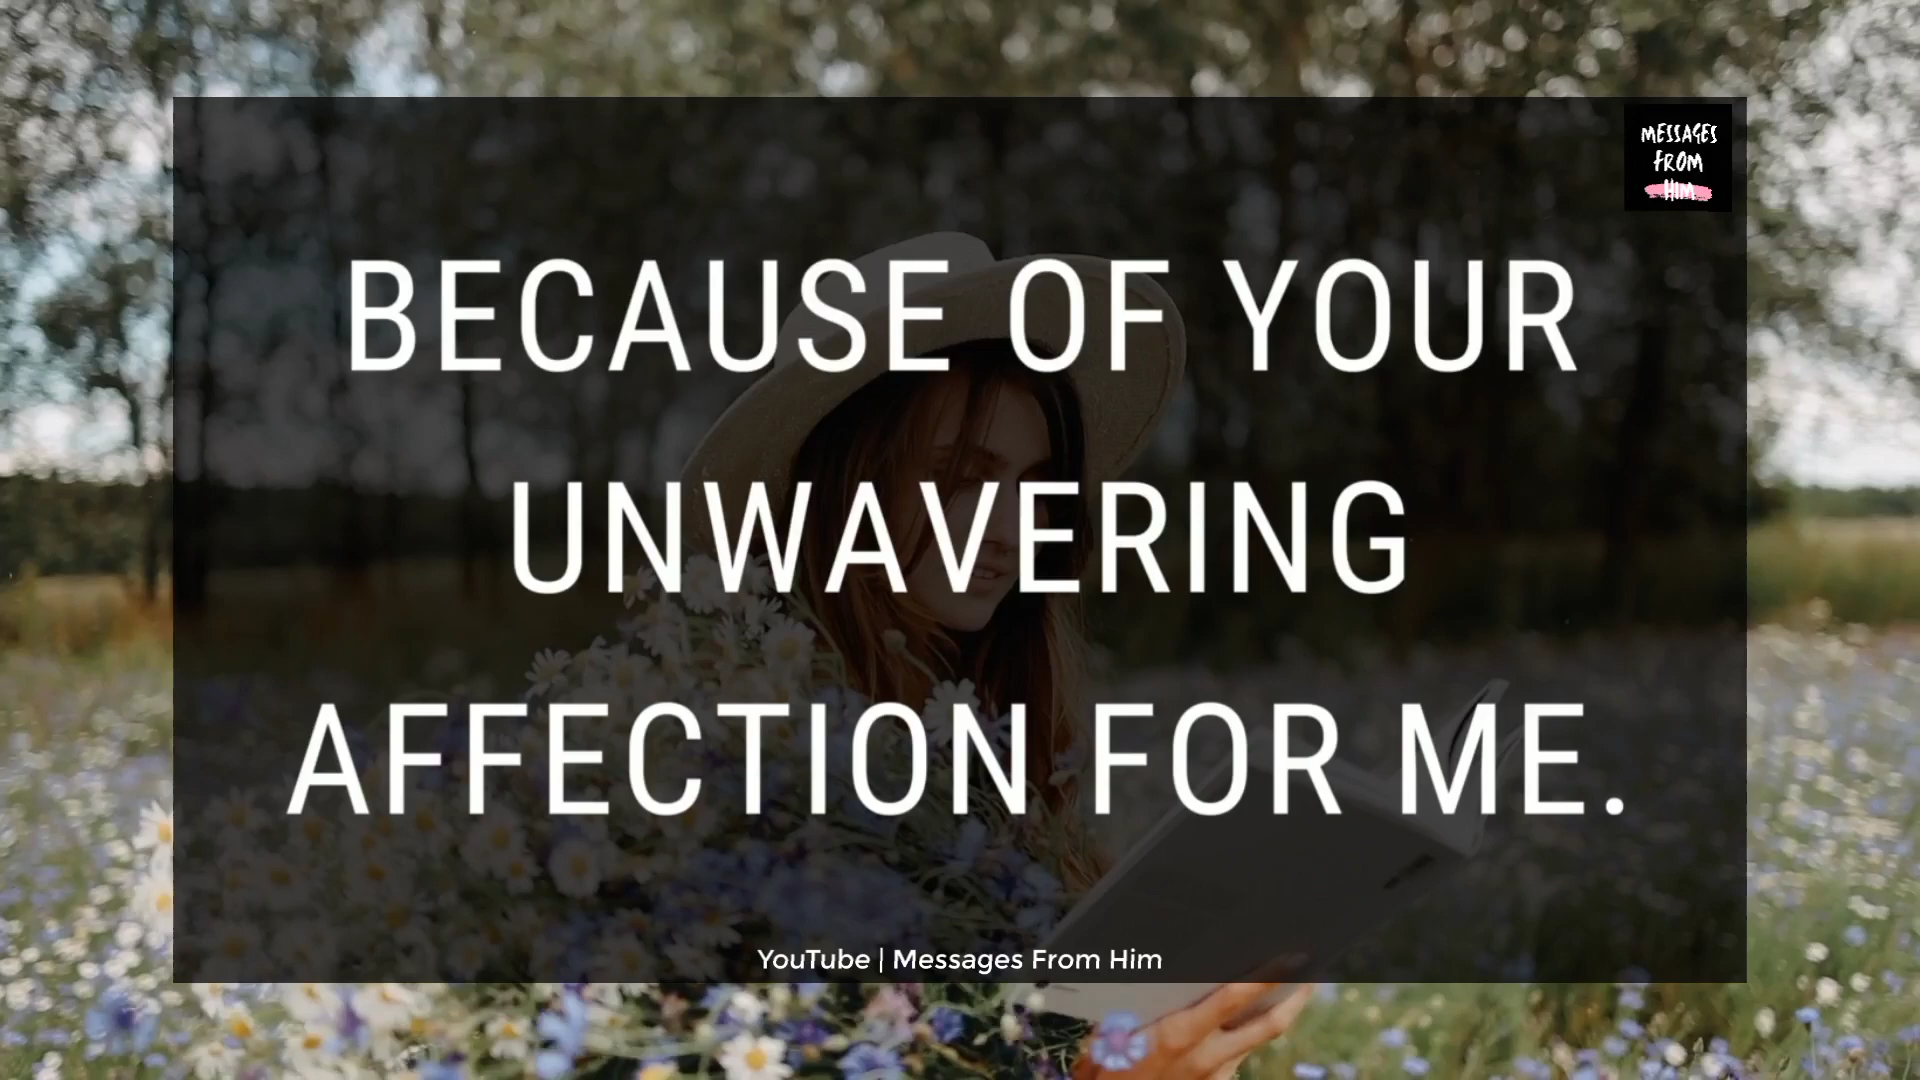 MESSAGES
FROM
HIM
BECAUSE OF YOUR
UNWAVERING
AFFECTION FOR ME.
YouTube | Messages From Him